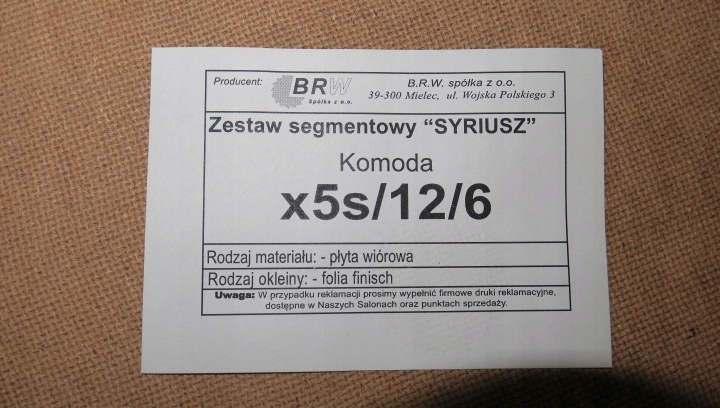 Producent:
BRW
Spółka z o.o.
B.R.W. spółka z o.o.
39-300 Mielec, ul. Wojska Polskiego 3
Zestaw segmentowy “SYRIUSZ”
Komoda
x5s/12/6
Rodzaj materiału: - płyta wiórowa
Rodzaj okleiny: - folia finisch
Uwaga: W przypadku reklamacji prosimy wypełnić firmowe druki reklamacyjne,
dostępne w Naszych Salonach oraz punktach sprzedaży.